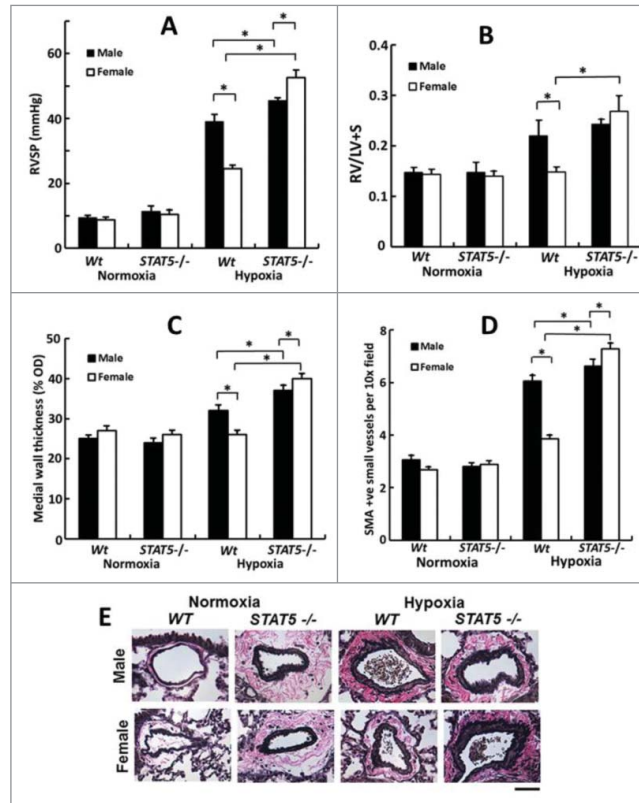 A
Male
Female
RVSP (mmHg)
60
40
20
0
*
*
*
*
Wt STAT5-/- Wt STAT5-/-
Normoxia Hypoxia
B
Male
Female
RV/LV+S
0.4
0.3
0.2
0.1
0
*
*
Wt STAT5-/- Wt STAT5-/-
Normoxia Hypoxia
C
Male
Female
Medial wall thickness (% OD)
50
40
30
20
10
0
*
*
*
*
Wt STAT5-/- Wt STAT5-/-
Normoxia Hypoxia
D
Male
Female
SMA +ve small vessels per 10x field
8
6
4
2
0
*
*
*
*
Wt STAT5-/- Wt STAT5-/-
Normoxia Hypoxia
E
Normoxia Hypoxia
WT STAT5 -/- WT STAT5 -/-
Male
Female